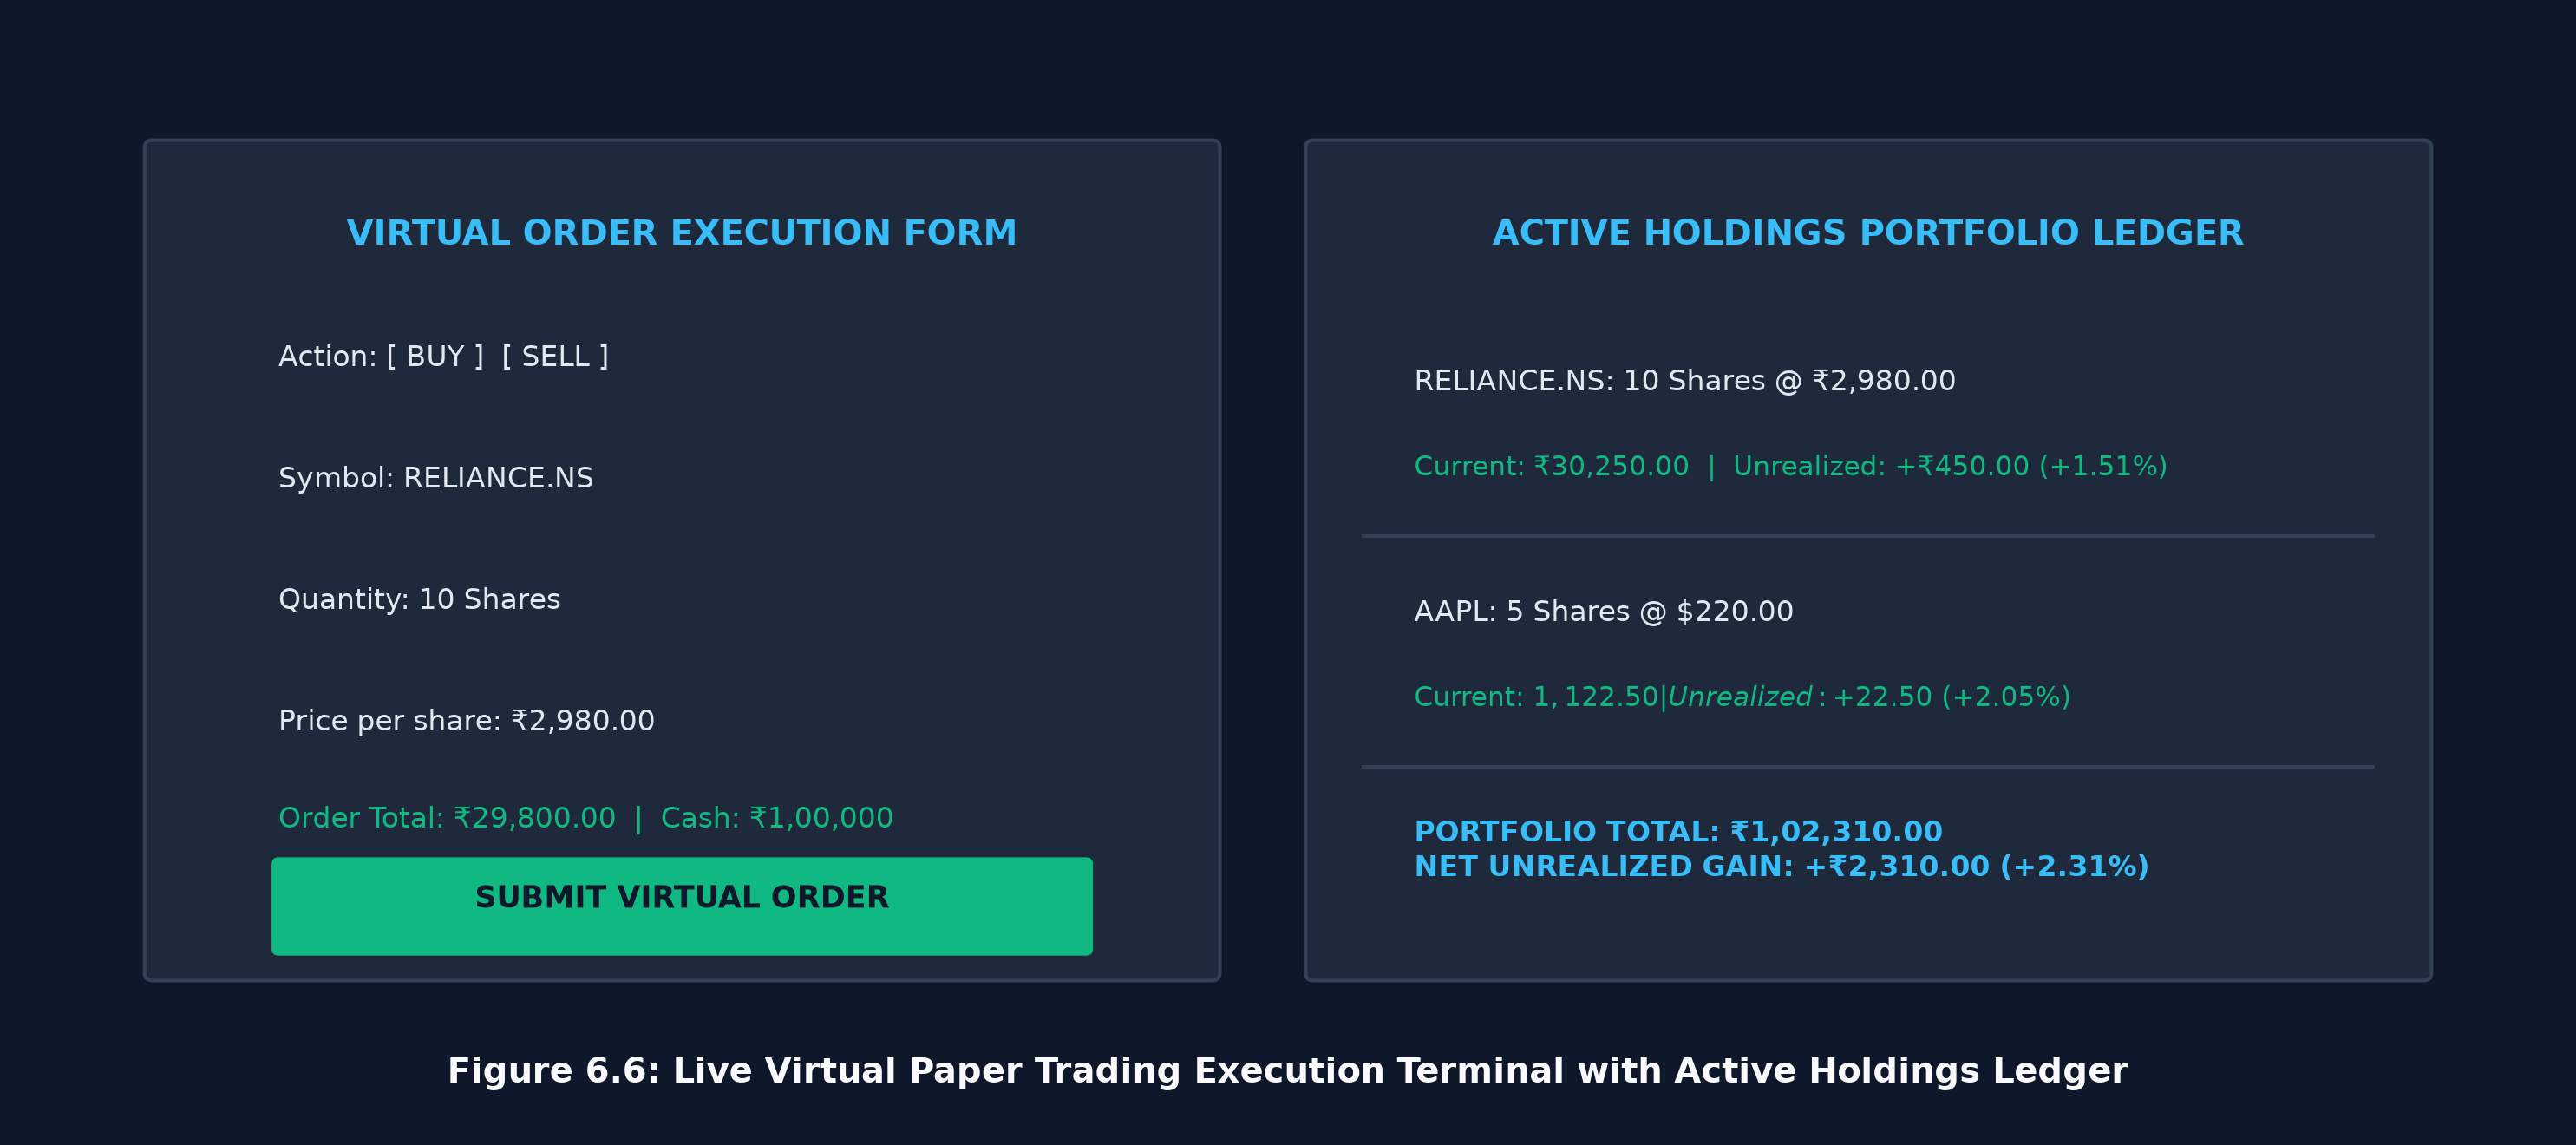 VIRTUAL ORDER EXECUTION FORM
Action: [ BUY ]  [ SELL ]
Symbol: RELIANCE.NS
Quantity: 10 Shares
Price per share: ₹2,980.00
Order Total: ₹29,800.00  |  Cash: ₹1,00,000
SUBMIT VIRTUAL ORDER
ACTIVE HOLDINGS PORTFOLIO LEDGER
RELIANCE.NS: 10 Shares @ ₹2,980.00
Current: ₹30,250.00  |  Unrealized: +₹450.00 (+1.51%)
AAPL: 5 Shares @ $220.00
Current: 1, 122.50|Unrealized : +22.50 (+2.05%)
PORTFOLIO TOTAL: ₹1,02,310.00
NET UNREALIZED GAIN: +₹2,310.00 (+2.31%)
Figure 6.6: Live Virtual Paper Trading Execution Terminal with Active Holdings Ledger